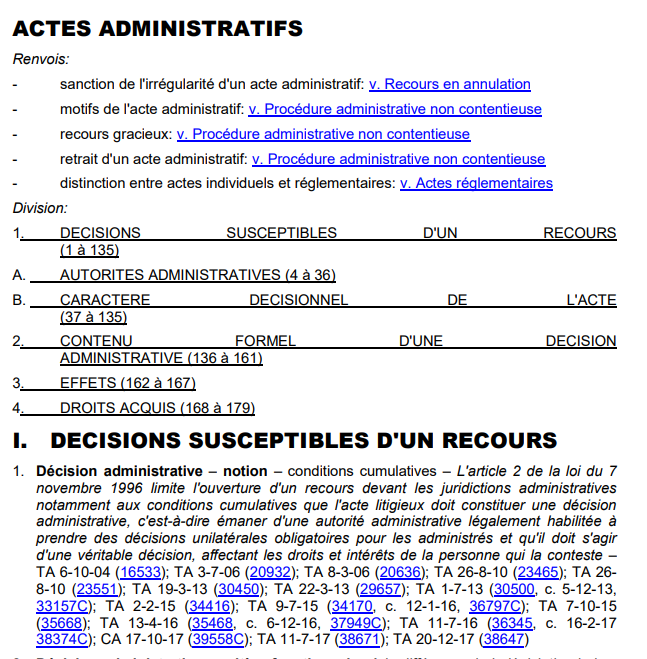 ACTES ADMINISTRATIFS
Renvois:
- sanction de l'irrégularité d'un acte administratif: v. Recours en annulation
- motifs de l'acte administratif: v. Procédure administrative non contentieuse
- recours gracieux: v. Procédure administrative non contentieuse
- retrait d'un acte administratif: v. Procédure administrative non contentieuse
- distinction entre actes individuels et réglementaires: v. Actes réglementaires
Division:
1. DECISIONS SUSCEPTIBLES D'UN RECOURS
(1 à 135)
A. AUTORITES ADMINISTRATIVES (4 à 36)
B. CARACTERE DECISIONNEL DE L'ACTE
(37 à 135)
2. CONTENU FORMEL D'UNE DECISION
ADMINISTRATIVE (136 à 161)
3. EFFETS (162 à 167)
4. DROITS ACQUIS (168 à 179)
I. DECISIONS SUSCEPTIBLES D'UN RECOURS
1. Décision administrative – notion – conditions cumulatives – L'article 2 de la loi du 7
novembre 1996 limite l'ouverture d'un recours devant les juridictions administratives
notamment aux conditions cumulatives que l'acte litigieux doit constituer une décision
administrative, c'est-à-dire émaner d'une autorité administrative légalement habilitée à
prendre des décisions unilatérales obligatoires pour les administrés et qu'il doit s'agir
d'une véritable décision, affectant les droits et intérêts de la personne qui la conteste –
TA 6-10-04 (16533); TA 3-7-06 (20932); TA 8-3-06 (20636); TA 26-8-10 (23465); TA 26-
8-10 (23551); TA 19-3-13 (30450); TA 22-3-13 (29657); TA 1-7-13 (30500, c. 5-12-13,
33157C); TA 2-2-15 (34416); TA 9-7-15 (34170, c. 12-1-16, 36797C); TA 7-10-15
(35668); TA 13-4-16 (35468, c. 6-12-16, 37949C); TA 11-7-16 (36345, c. 16-2-17
38374C); CA 17-10-17 (39558C); TA 11-7-17 (38671); TA 20-12-17 (38647)